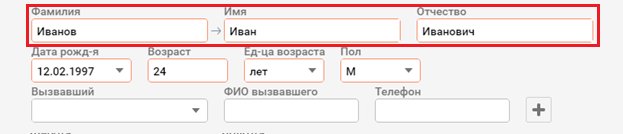 Фамилия Имя Отчество
Иванов → Иван Иванович
Дата рожд-я Возраст Ед-ца возраста Пол
12.02.1997 24 лет М
Вызвавший ФИО вызвавшего Телефон
+